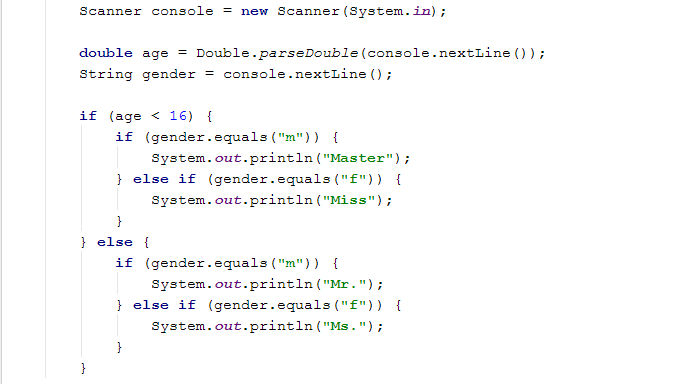 Scanner console = new Scanner(System.in);
double age = Double.parseDouble(console.nextLine());
String gender = console.nextLine();
if (age < 16) {
if (gender.equals("m")) {
System.out.println("Master");
} else if (gender.equals("f")) {
System.out.println("Miss");
}
} else {
if (gender.equals("m")) {
System.out.println("Mr.");
} else if (gender.equals("f")) {
System.out.println("Ms.");
}
}